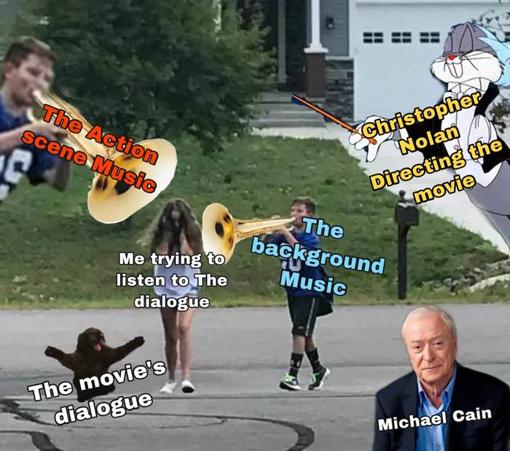 The Action
scene Music
Christopher
Nolan
Directing the
movie
The
background
Music
Me trying to
listen to The
dialogue
The movie's
dialogue
Michael Cain